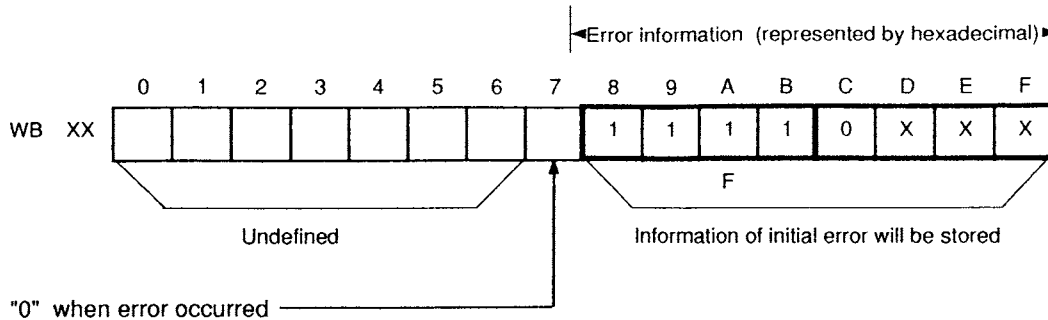 Error information (represented by hexadecimal)
0 1 2 3 4 5 6 7 8 9 A B C D E F
WB XX 1 1 1 1 0 X X X
F
Undefined Information of initial error will be stored
"0" when error occurred